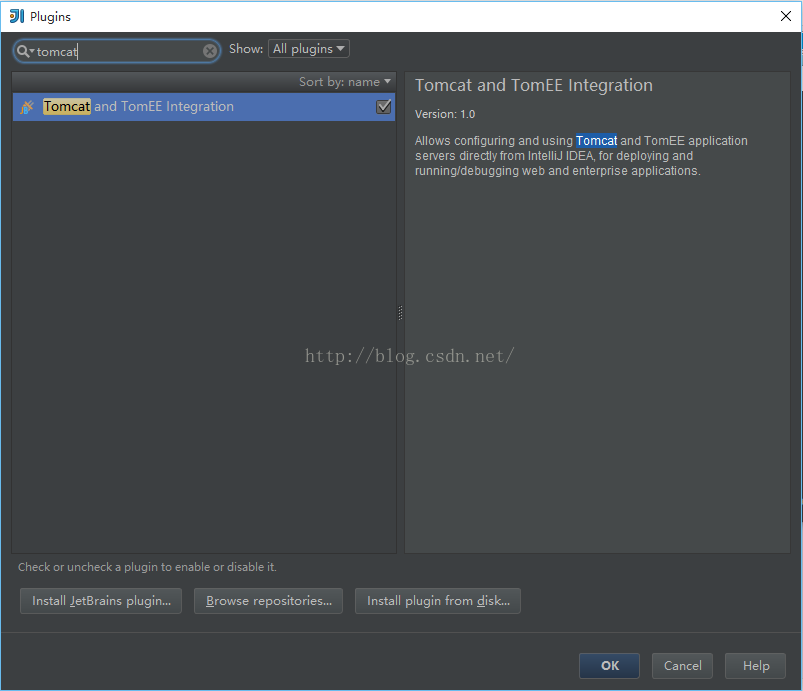 Plugins
tomcat
Show: All plugins
Sort by: name
Tomcat and TomEE Integration
Tomcat and TomEE Integration
Version: 1.0
Allows configuring and using Tomcat and TomEE application
servers directly from IntelliJ IDEA, for deploying and
running/debugging web and enterprise applications.
http://blog.csdn.net/
Check or uncheck a plugin to enable or disable it.
Install JetBrains plugin...
Browse repositories...
Install plugin from disk...
OK
Cancel
Help